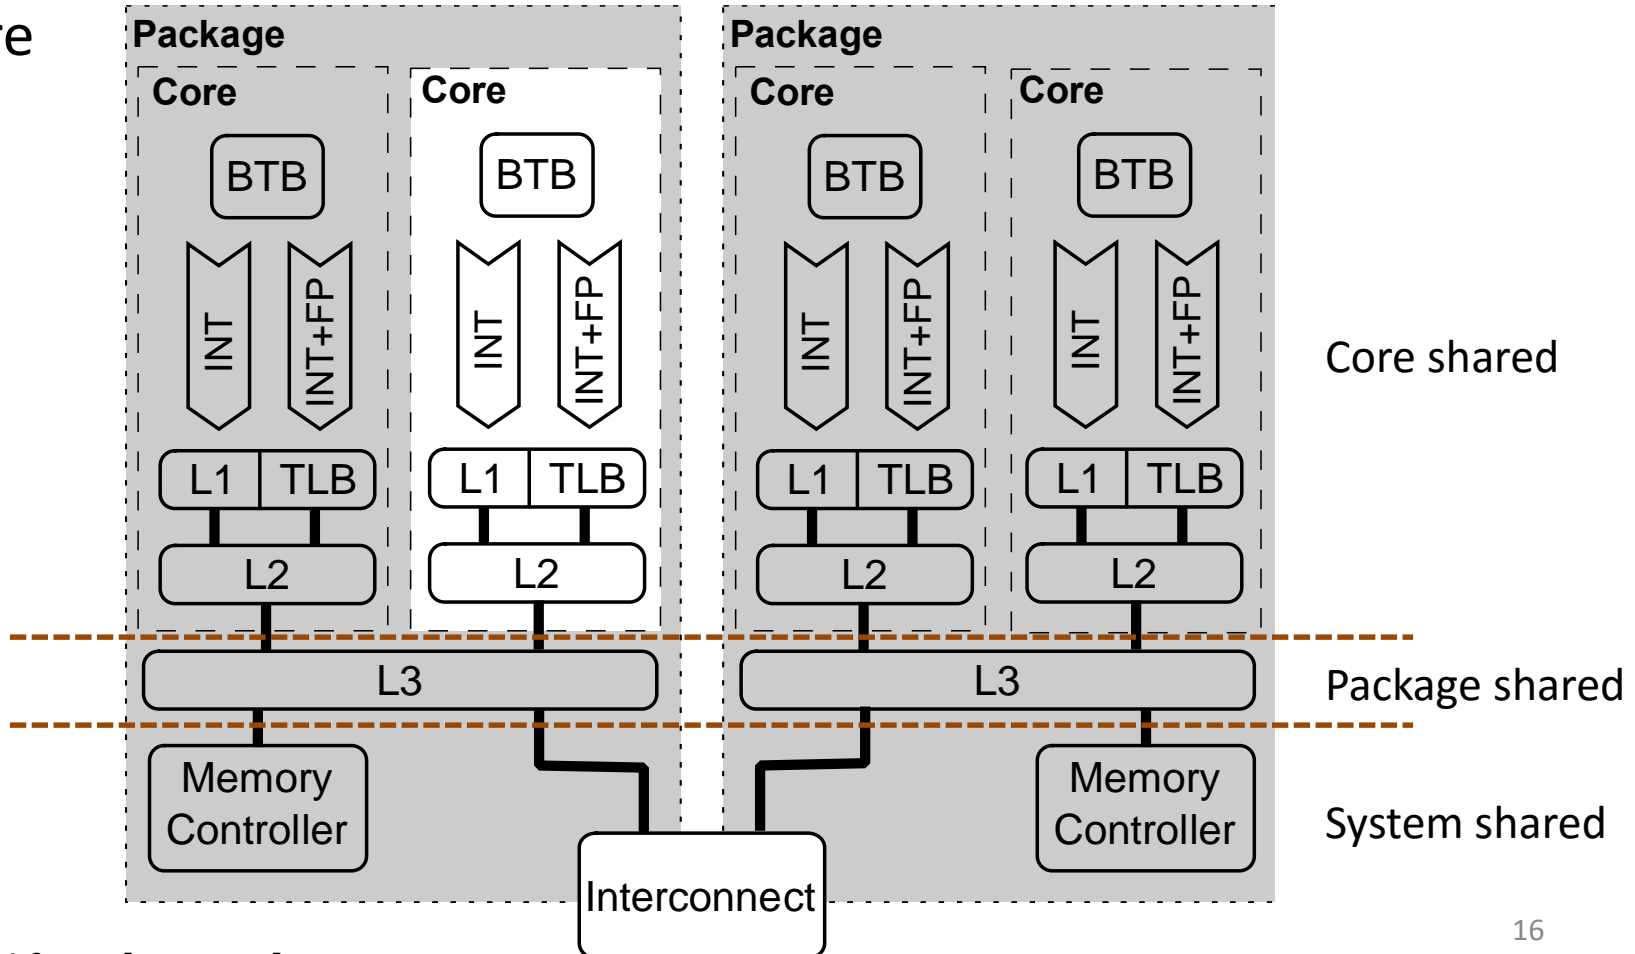 re
Package
Package
Core
Core
Core
Core
BTB
BTB
BTB
BTB
INT
INT+FP
INT
INT+FP
INT
INT+FP
INT
INT+FP
Core shared
L1
TLB
L1
TLB
L1
TLB
L1
TLB
L2
L2
L2
L2
L3
L3
Package shared
Memory
Controller
Memory
Controller
System shared
Interconnect
16